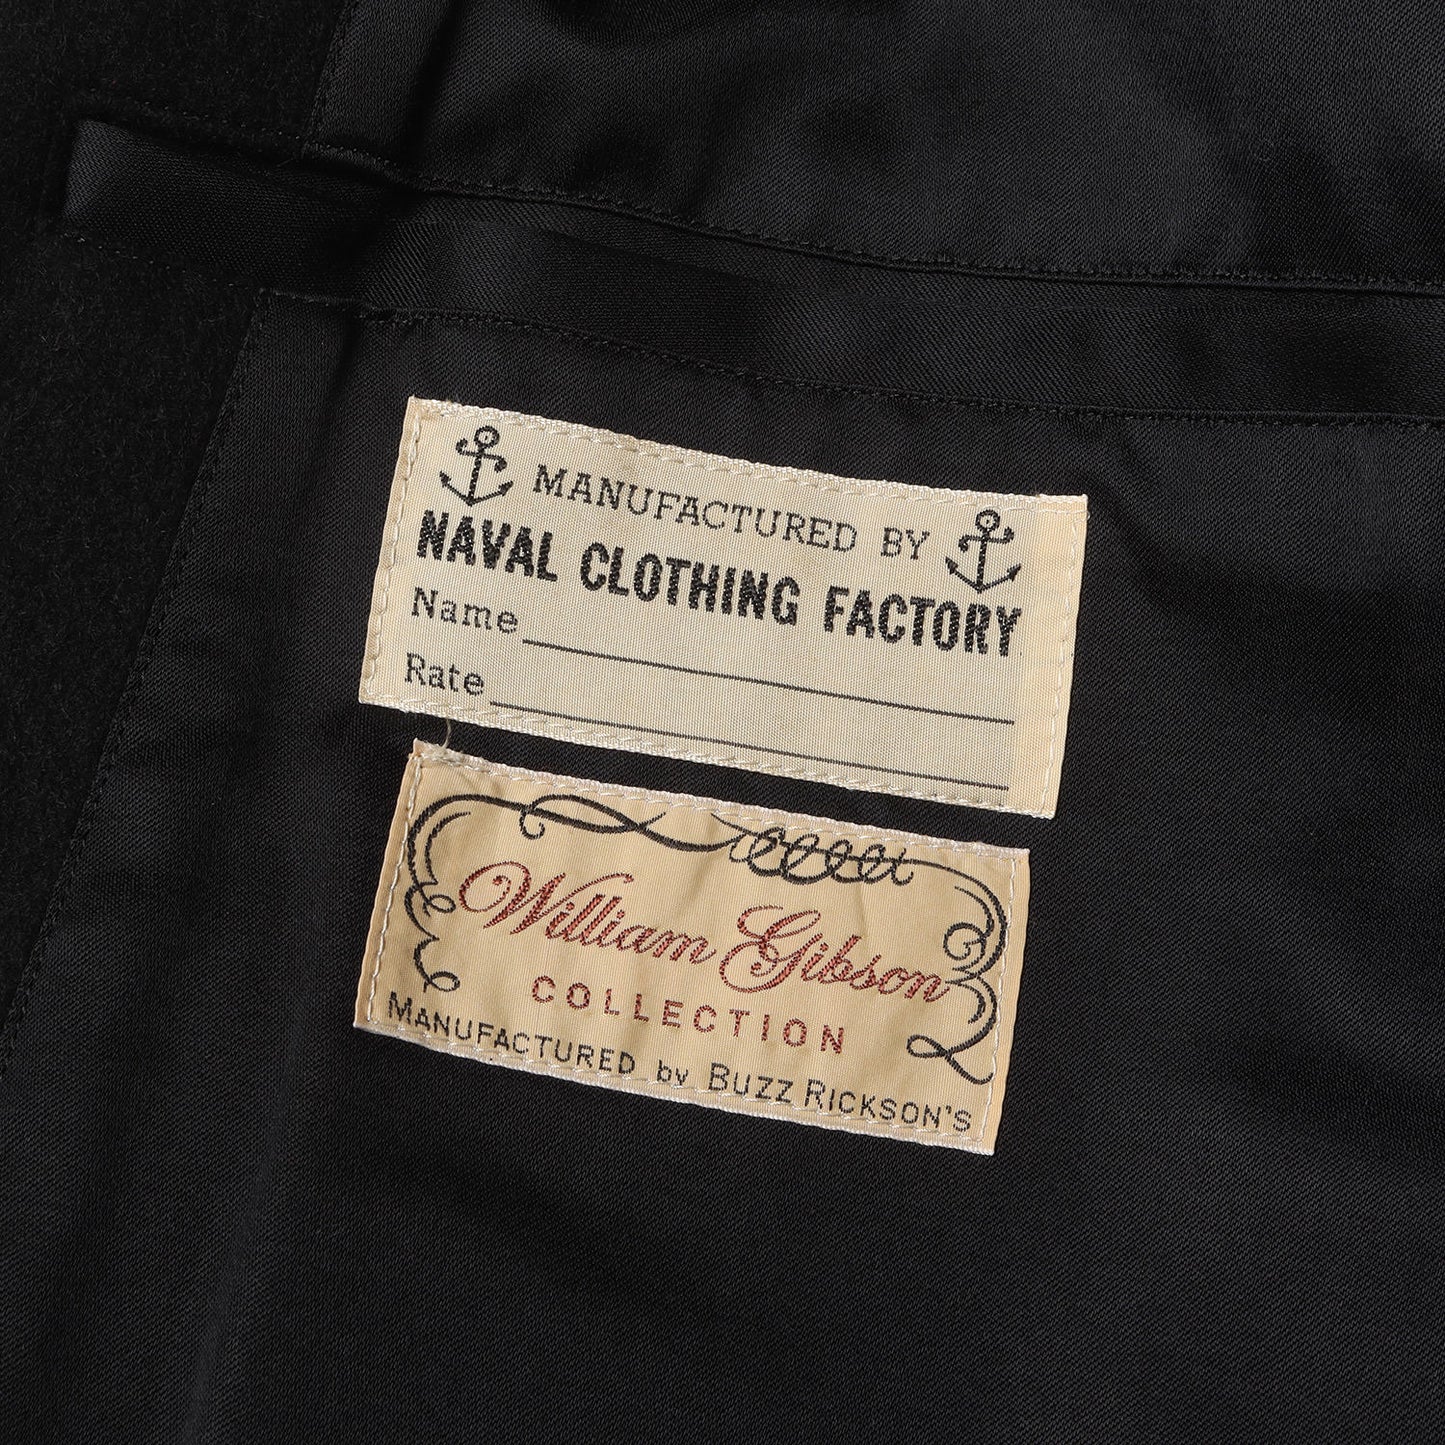 MANUFACTURED BY
NAVAL CLOTHING FACTORY
Name
Rate
William Gibson
COLLECTION
MANUFACTURED by BUZZ RICKSON'S